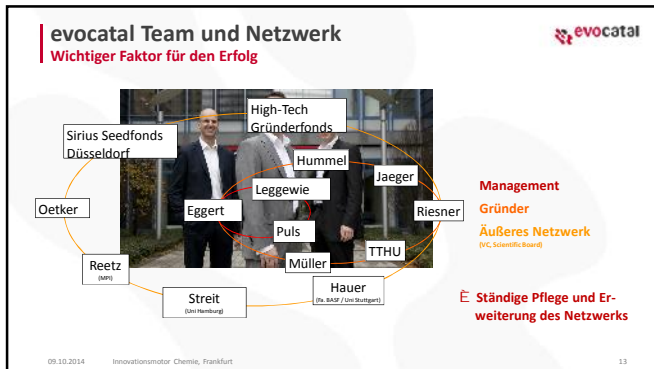 evocatal Team und Netzwerk
Wichtiger Faktor für den Erfolg
evocatal
High-Tech
Gründerfonds
Sirius Seedfonds
Düsseldorf
Hummel
Jaeger
Leggewie
Oetker
Eggert
Riesner
Puls
TTHU
Müller
Reetz
(MPI)
Hauer
(Fa. BASF / Uni Stuttgart)
Streit
(Uni Hamburg)
Management
Gründer
Äußeres Netzwerk
(VC, Scientific Board)
È Ständige Pflege und Er-
weiterung des Netzwerks
09.10.2014 Innovationsmotor Chemie, Frankfurt 13